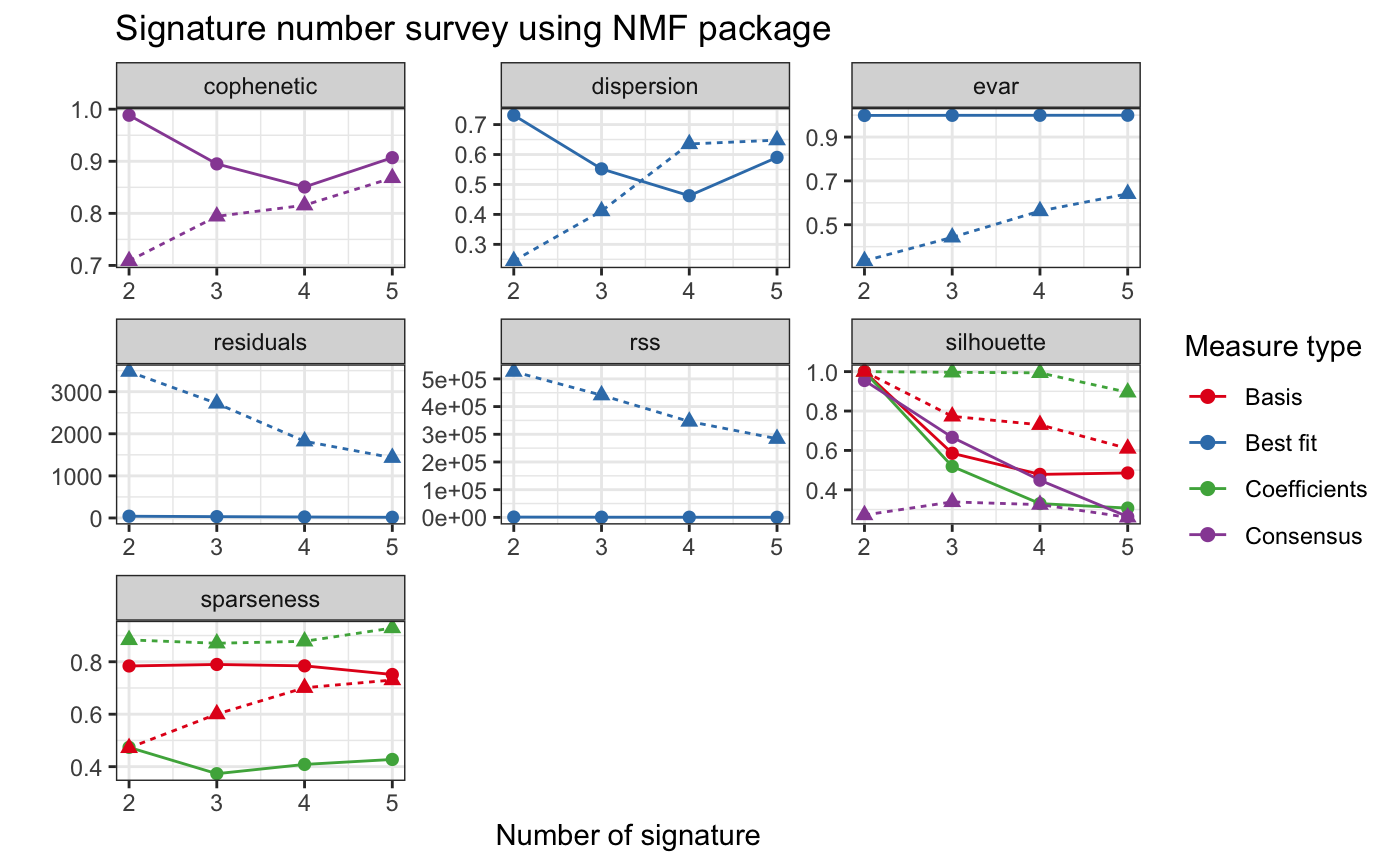 Signature number survey using NMF package
cophenetic
1.0
0.9
0.8
0.7
2 3 4 5
dispersion
0.7
0.6
0.5
0.4
0.3
2 3 4 5
evar
0.9
0.7
0.5
2 3 4 5
residuals
3000
2000
1000
0
2 3 4 5
rss
5e+05
4e+05
3e+05
2e+05
1e+05
0e+00
2 3 4 5
silhouette
1.0
0.8
0.6
0.4
2 3 4 5
sparseness
0.8
0.6
0.4
2 3 4 5
Number of signature
Measure type
Basis
Best fit
Coefficients
Consensus